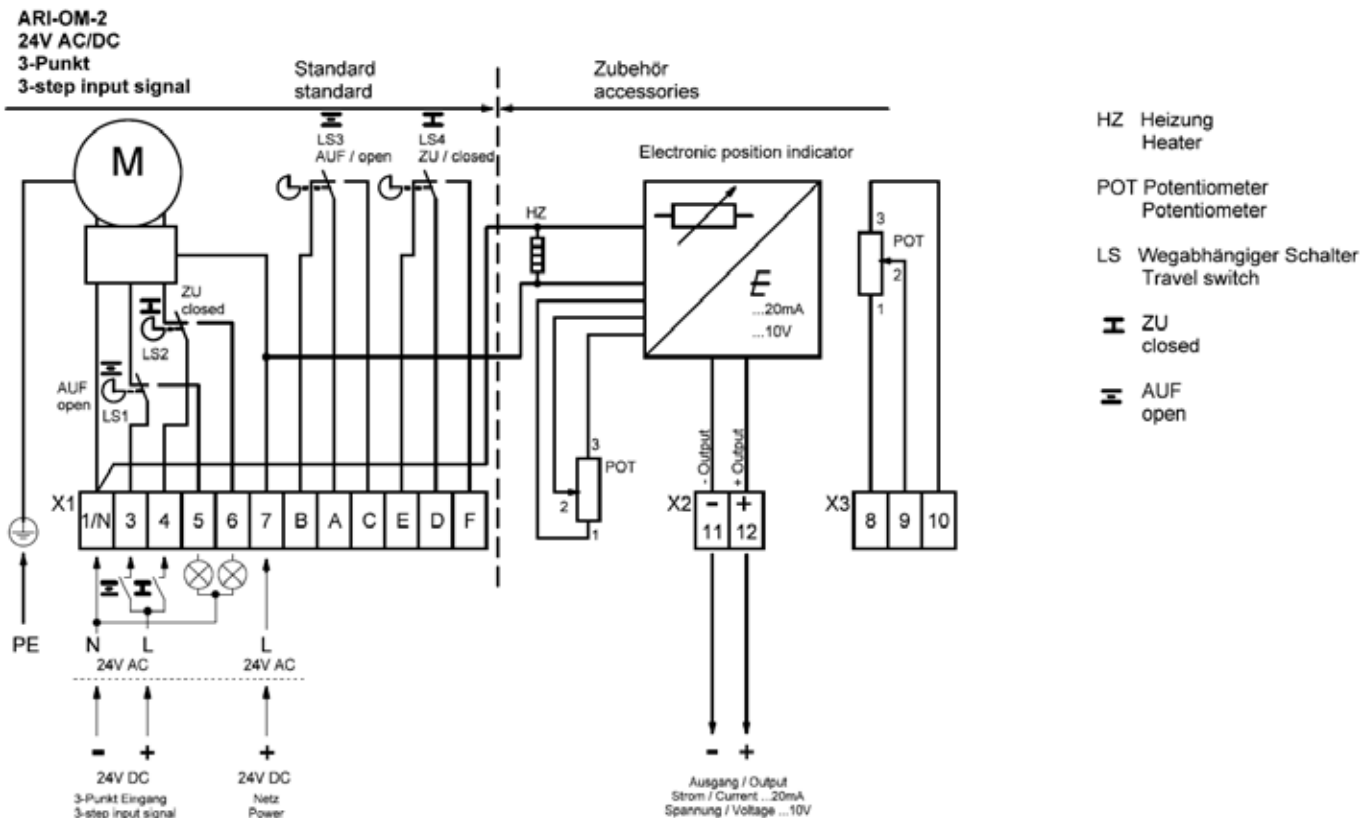 ARI-OM-2
24V AC/DC
3-Punkt
3-step input signal
Standard
standard
Zubehör
accessories
M
LS3
AUF / open
LS4
ZU / closed
Electronic position indicator
HZ
E
...20mA
...10V
ZU
closed
LS2
AUF
open
LS1
3
POT
2
1
3
POT
2
1
- Output
+ Output
X1
1/N 3 4 5 6 7 B A C E D F
X2
- +
11 12
X3
8 9 10
PE
N L
24V AC
L
24V AC
- +
24V DC
3-Punkt Eingang
3-step input signal
+
24V DC
Netz
Power
- +
Ausgang / Output
Strom / Current ...20mA
Spannung / Voltage ...10V
HZ Heizung
Heater
POT Potentiometer
Potentiometer
LS Wegabhängiger Schalter
Travel switch
ZU
closed
AUF
open